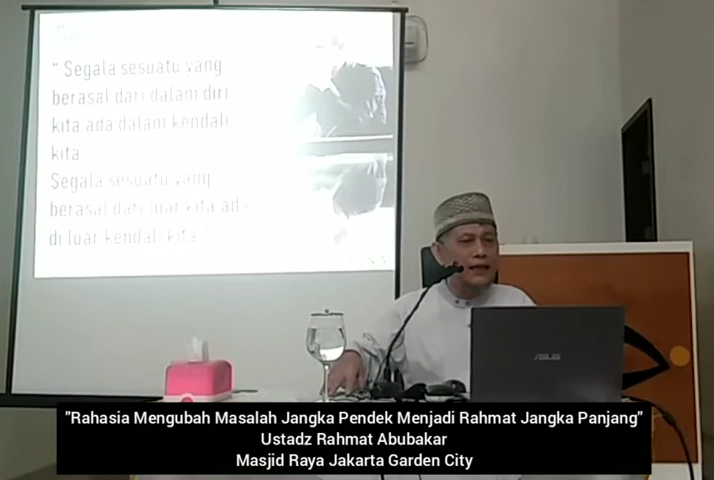 " Segala sesuatu yang
berasal dari dalam diri
kita ada dalam kendali
kita
Segala sesuatu yang
berasal dari luar kita ada
di luar kendali kita."
ASUS
"Rahasia Mengubah Masalah Jangka Pendek Menjadi Rahmat Jangka Panjang"
Ustadz Rahmat Abubakar
Masjid Raya Jakarta Garden City